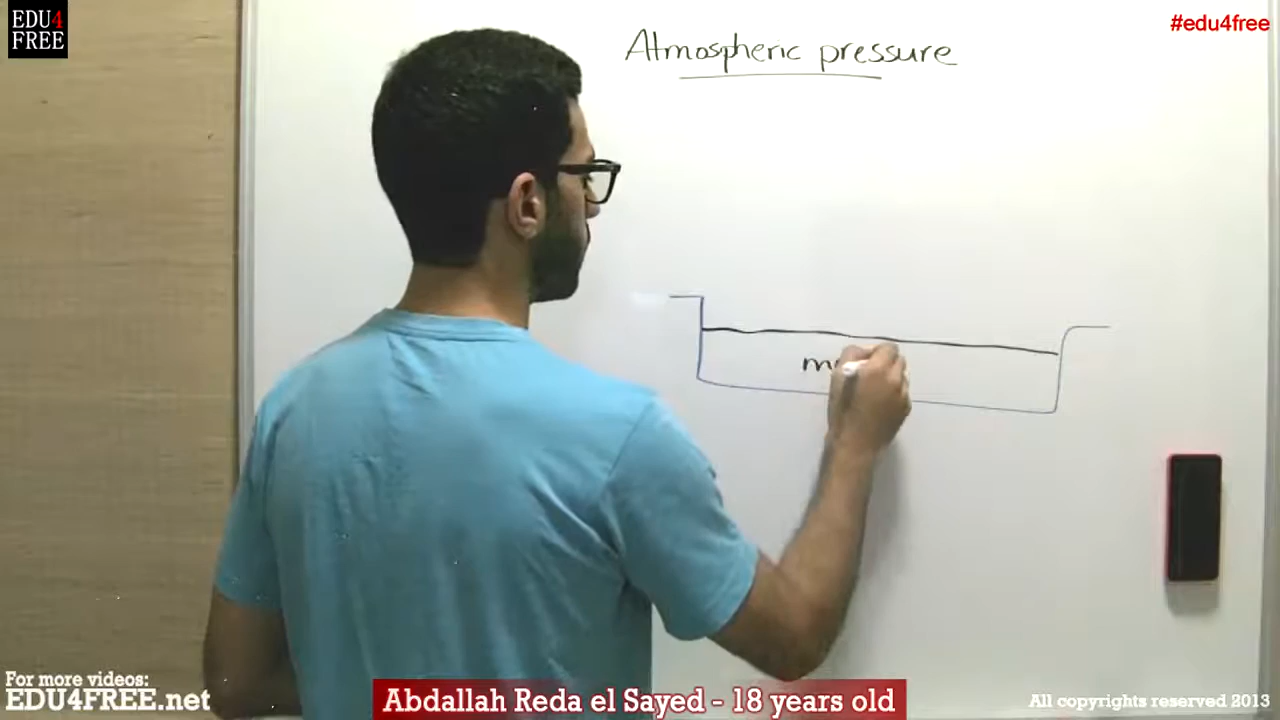 EDU4
FREE
#edu4free
Atmospheric pressure
For more videos:
EDU4FREE.net
Abdallah Reda el Sayed - 18 years old
All copyrights reserved 2013